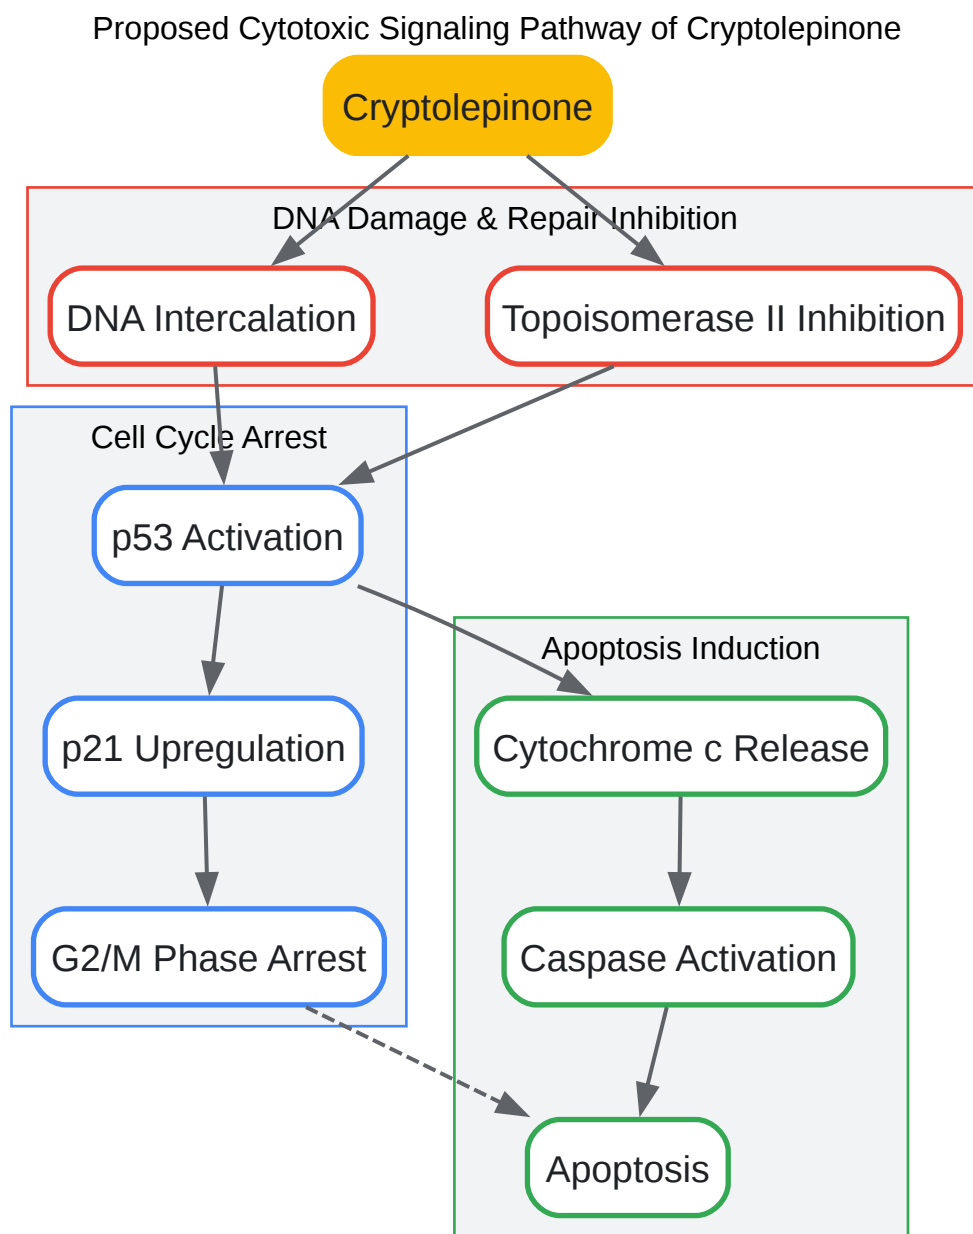 Proposed Cytotoxic Signaling Pathway of Cryptolepinone
Cryptolepinone
DNA Damage & Repair Inhibition
DNA Intercalation
Topoisomerase II Inhibition
Cell Cycle Arrest
p53 Activation
Apoptosis Induction
p21 Upregulation
Cytochrome c Release
G2/M Phase Arrest
Caspase Activation
Apoptosis